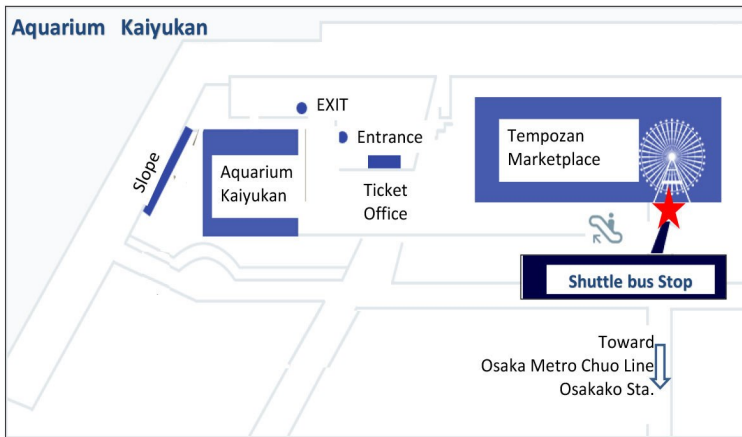 Aquarium Kaiyukan
EXIT
Entrance
Tempozan
Marketplace
Slope
Aquarium
Kaiyukan
Ticket
Office
Shuttle bus Stop
Toward
Osaka Metro Chuo Line
Osakako Sta.